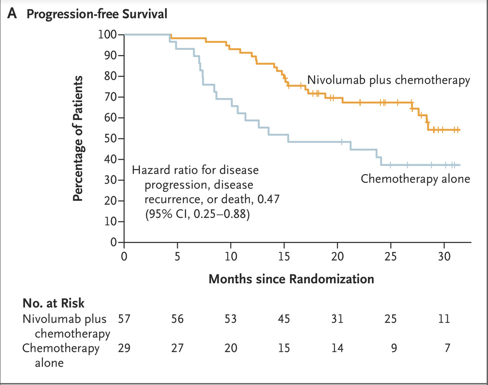 A Progression-free Survival
100
90
80
70
60
50
40
30
20
10
0
Percentage of Patients
Nivolumab plus chemotherapy
Chemotherapy alone
Hazard ratio for disease
progression, disease
recurrence, or death, 0.47
(95% CI, 0.25–0.88)
0 5 10 15 20 25 30
Months since Randomization
No. at Risk
Nivolumab plus 57 56 53 45 31 25 11
chemotherapy
Chemotherapy 29 27 20 15 14 9 7
alone